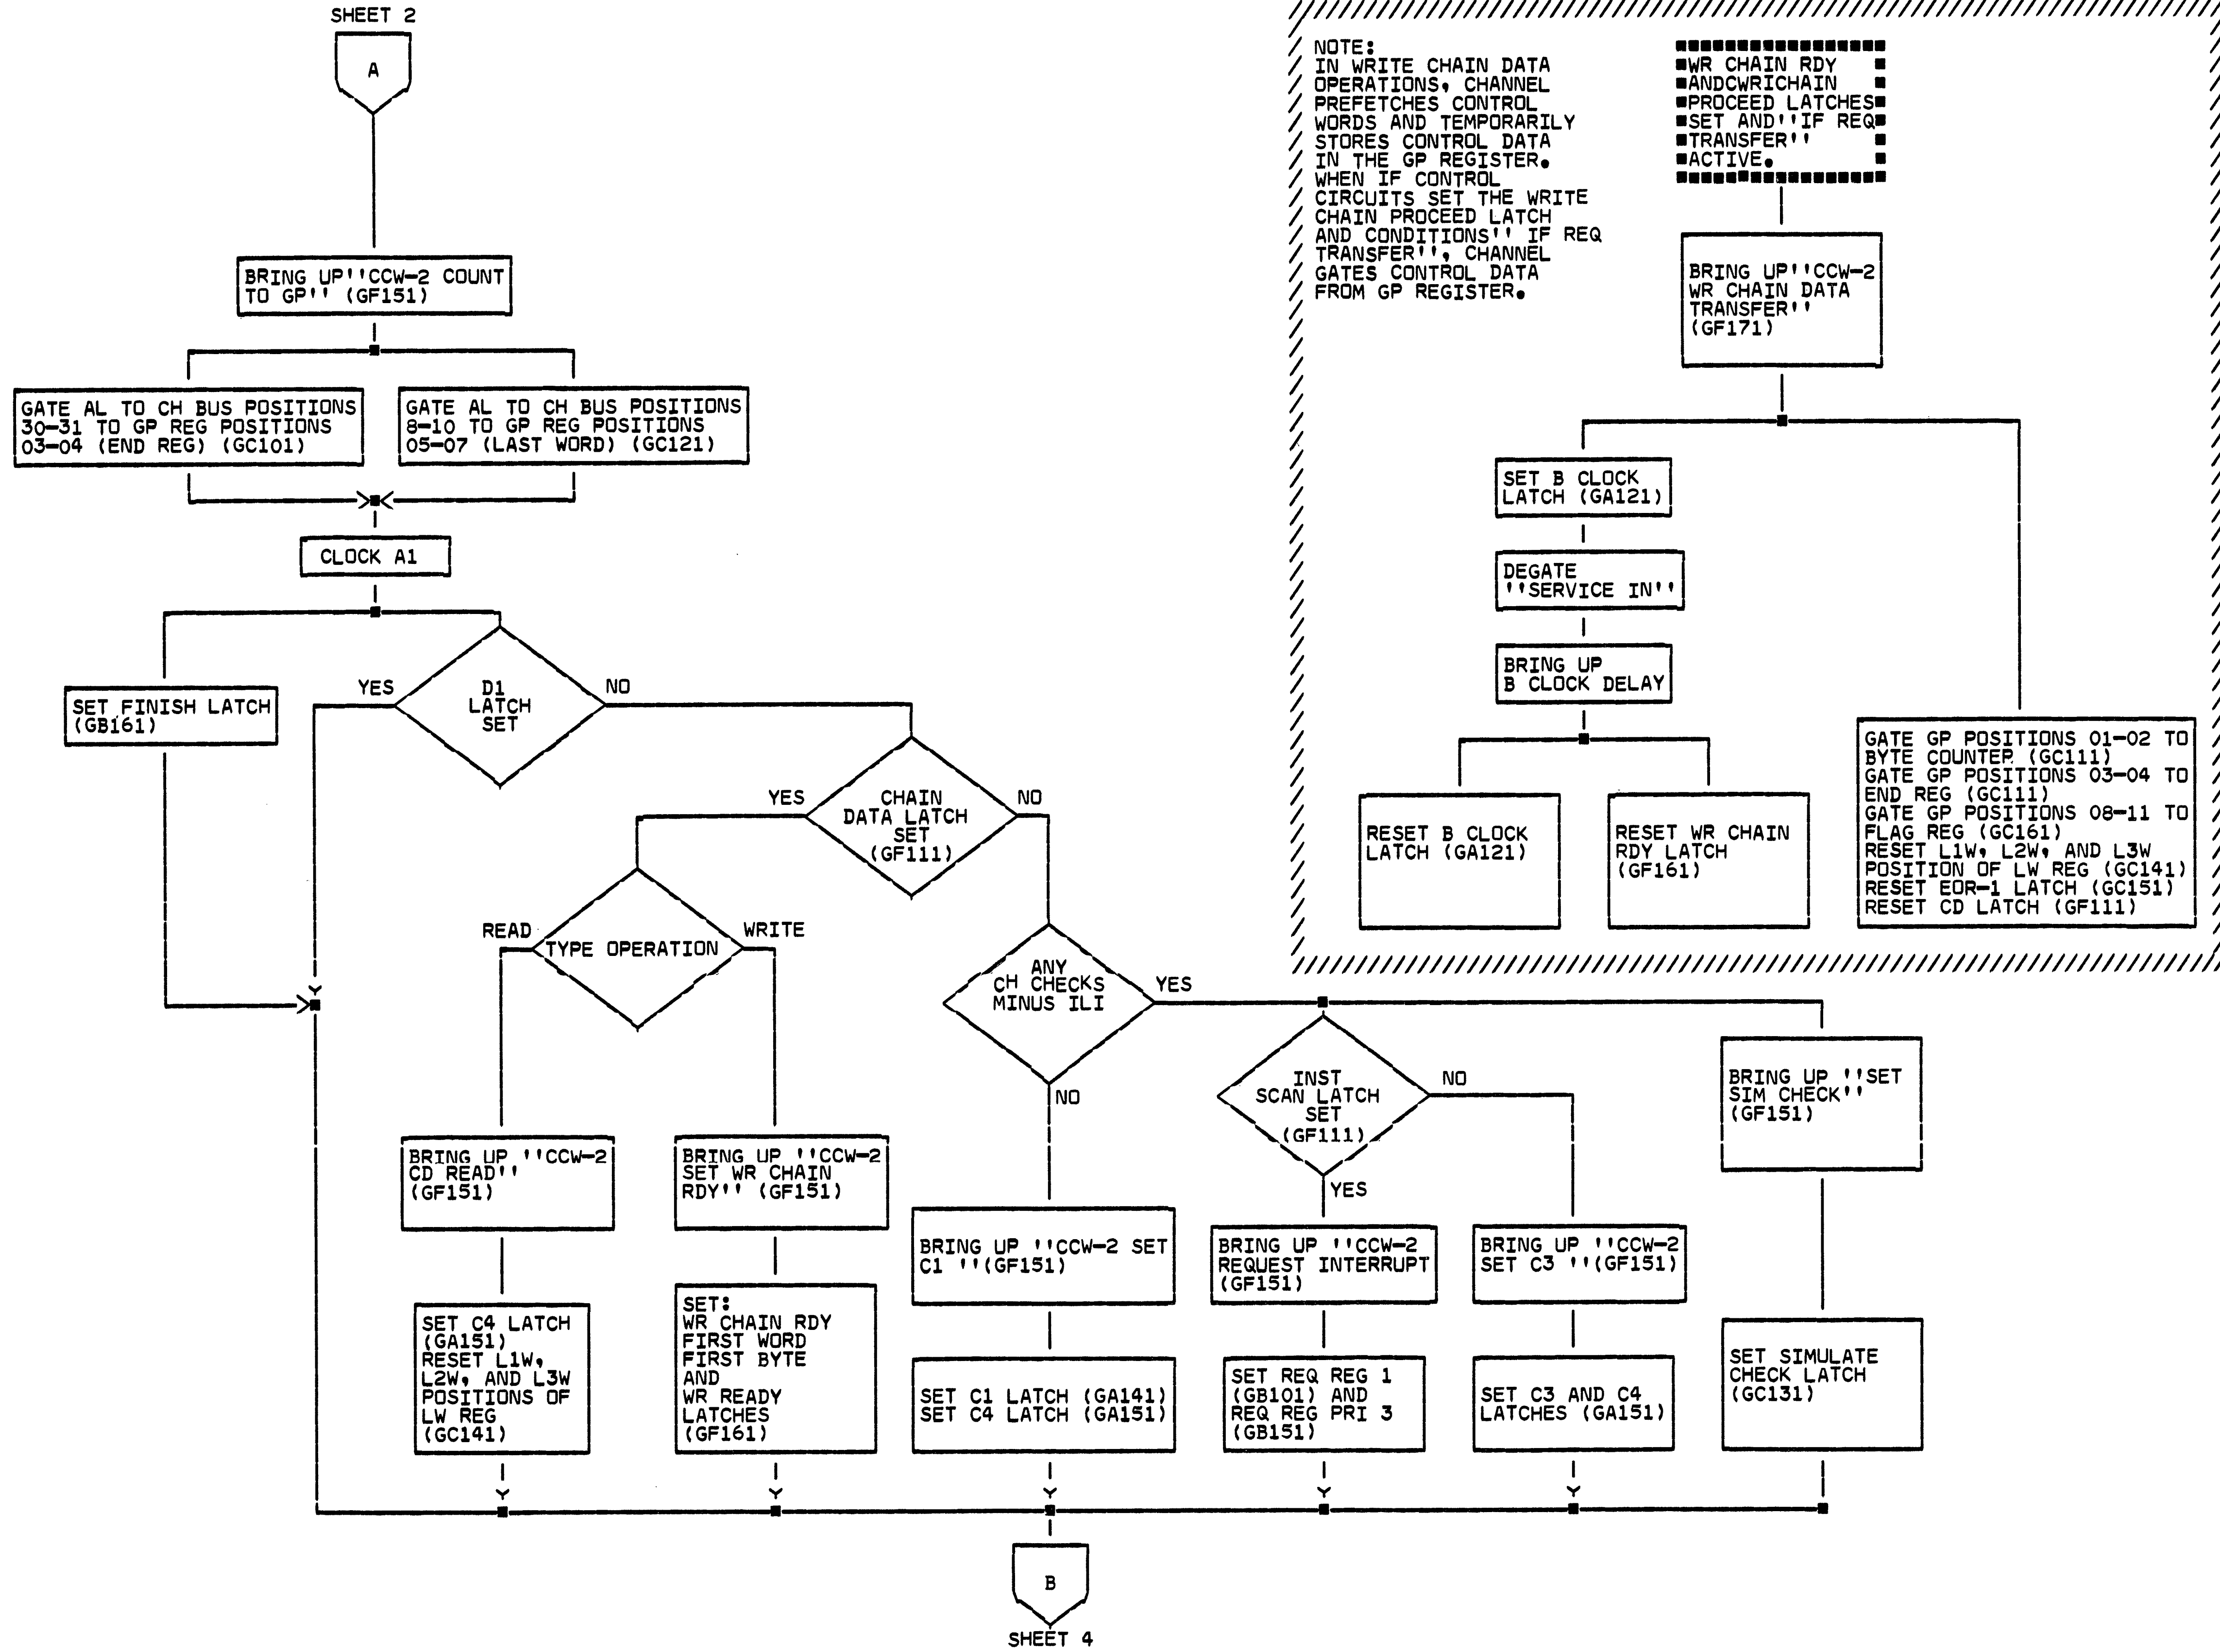 SHEET 2
A
BRING UP''CCW-2 COUNT
TO GP'' (GF151)
GATE AL TO CH BUS POSITIONS
30-31 TO GP REG POSITIONS
03-04 (END REG) (GC101)
GATE AL TO CH BUS POSITIONS
8-10 TO GP REG POSITIONS
05-07 (LAST WORD) (GC121)
CLOCK A1
SET FINISH LATCH
(GB161)
YES
D1
LATCH
SET
NO
YES
CHAIN
DATA LATCH
SET
(GF111)
NO
READ
TYPE OPERATION
WRITE
ANY
CH CHECKS
MINUS ILI
YES
NO
INST
SCAN LATCH
SET
(GF111)
NO
YES
BRING UP ''SET
SIM CHECK''
(GF151)
BRING UP ''CCW-2
CD READ''
(GF151)
BRING UP ''CCW-2
SET WR CHAIN
RDY'' (GF151)
BRING UP ''CCW-2 SET
C1 ''(GF151)
BRING UP ''CCW-2
REQUEST INTERRUPT
(GF151)
BRING UP ''CCW-2
SET C3 ''(GF151)
SET C4 LATCH
(GA151)
RESET L1W,
L2W, AND L3W
POSITIONS OF
LW REG
(GC141)
SET:
WR CHAIN RDY
FIRST WORD
FIRST BYTE
AND
WR READY
LATCHES
(GF161)
SET C1 LATCH (GA141)
SET C4 LATCH (GA151)
SET REQ REG 1
(GB101) AND
REQ REG PRI 3
(GB151)
SET C3 AND C4
LATCHES (GA151)
SET SIMULATE
CHECK LATCH
(GC131)
B
SHEET 4
NOTE:
IN WRITE CHAIN DATA
OPERATIONS, CHANNEL
PREFETCHES CONTROL
WORDS AND TEMPORARILY
STORES CONTROL DATA
IN THE GP REGISTER.
WHEN IF CONTROL
CIRCUITS SET THE WRITE
CHAIN PROCEED LATCH
AND CONDITIONS'' IF REQ
TRANSFER'', CHANNEL
GATES CONTROL DATA
FROM GP REGISTER.
WR CHAIN RDY
ANDCWRICHAIN
PROCEED LATCHES
SET AND''IF REQ
TRANSFER''
ACTIVE.
BRING UP''CCW-2
WR CHAIN DATA
TRANSFER''
(GF171)
SET B CLOCK
LATCH (GA121)
DEGATE
''SERVICE IN''
BRING UP
B CLOCK DELAY
RESET B CLOCK
LATCH (GA121)
RESET WR CHAIN
RDY LATCH
(GF161)
GATE GP POSITIONS 01-02 TO
BYTE COUNTER (GC111)
GATE GP POSITIONS 03-04 TO
END REG (GC111)
GATE GP POSITIONS 08-11 TO
FLAG REG (GC161)
RESET L1W, L2W, AND L3W
POSITION OF LW REG (GC141)
RESET EOR-1 LATCH (GC151)
RESET CD LATCH (GF111)